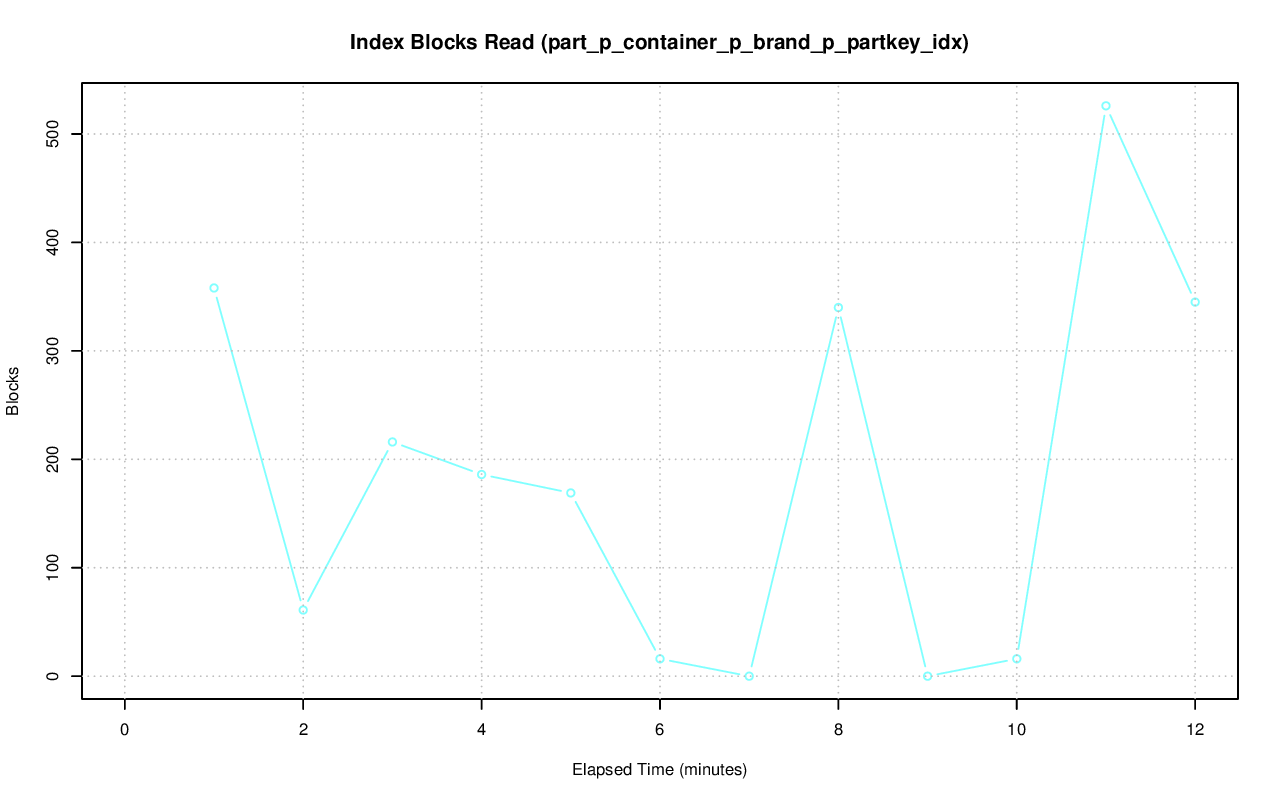 Index Blocks Read (part_p_container_p_brand_p_partkey_idx)
500
400
300
200
100
0
Blocks
0 2 4 6 8 10 12
Elapsed Time (minutes)